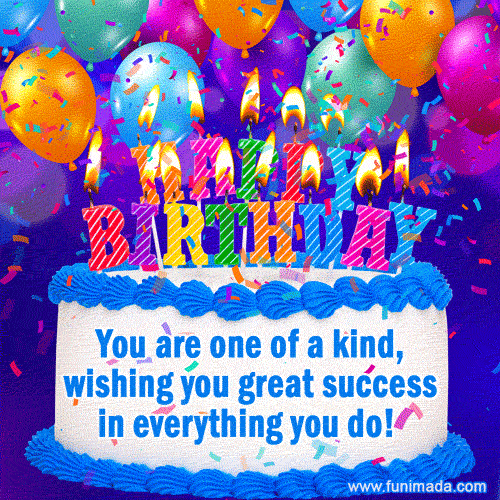 HAPPY
BIRTHDAY
You are one of a kind,
wishing you great success
in everything you do!
www.funimada.com